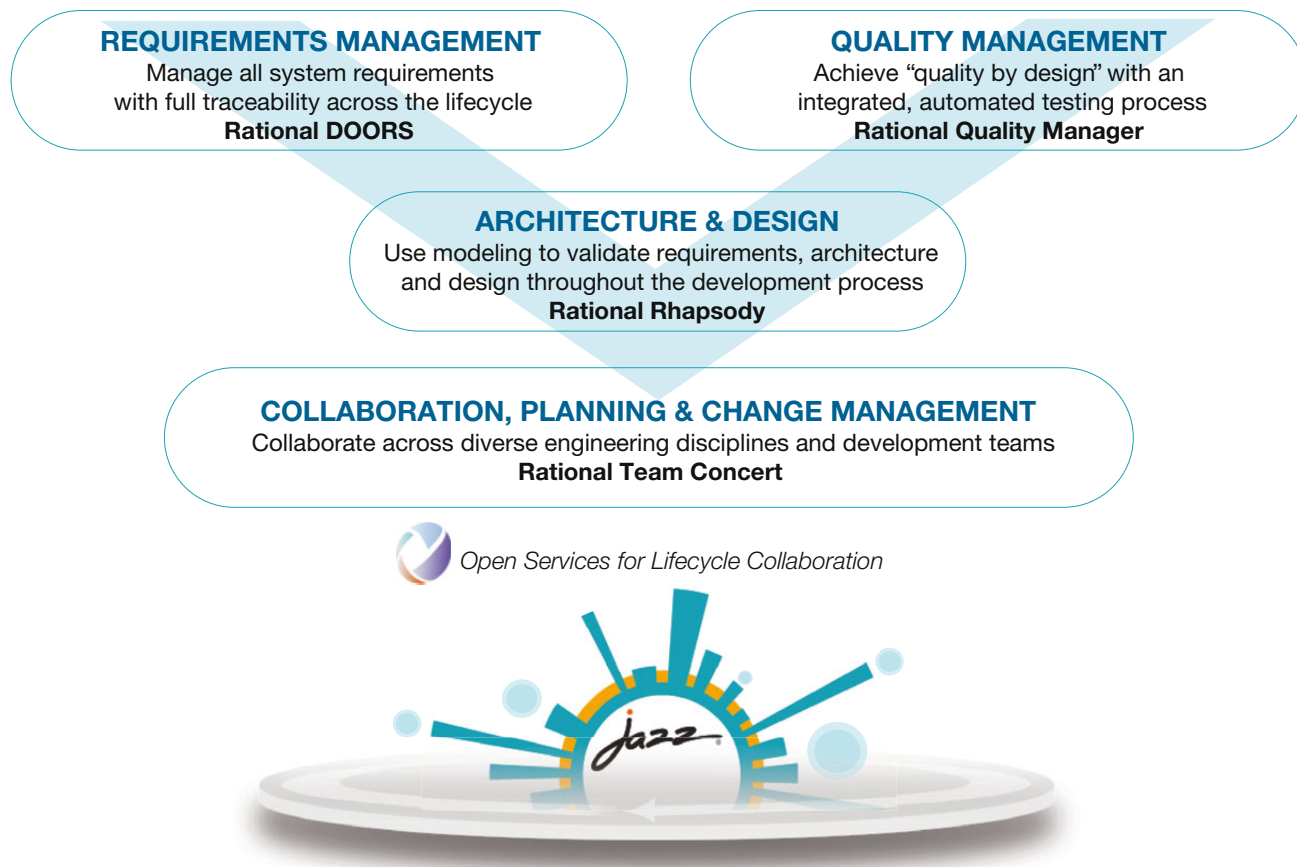 REQUIREMENTS MANAGEMENT
Manage all system requirements
with full traceability across the lifecycle
Rational DOORS
QUALITY MANAGEMENT
Achieve “quality by design” with an
integrated, automated testing process
Rational Quality Manager
ARCHITECTURE & DESIGN
Use modeling to validate requirements, architecture
and design throughout the development process
Rational Rhapsody
COLLABORATION, PLANNING & CHANGE MANAGEMENT
Collaborate across diverse engineering disciplines and development teams
Rational Team Concert
Open Services for Lifecycle Collaboration
jazz